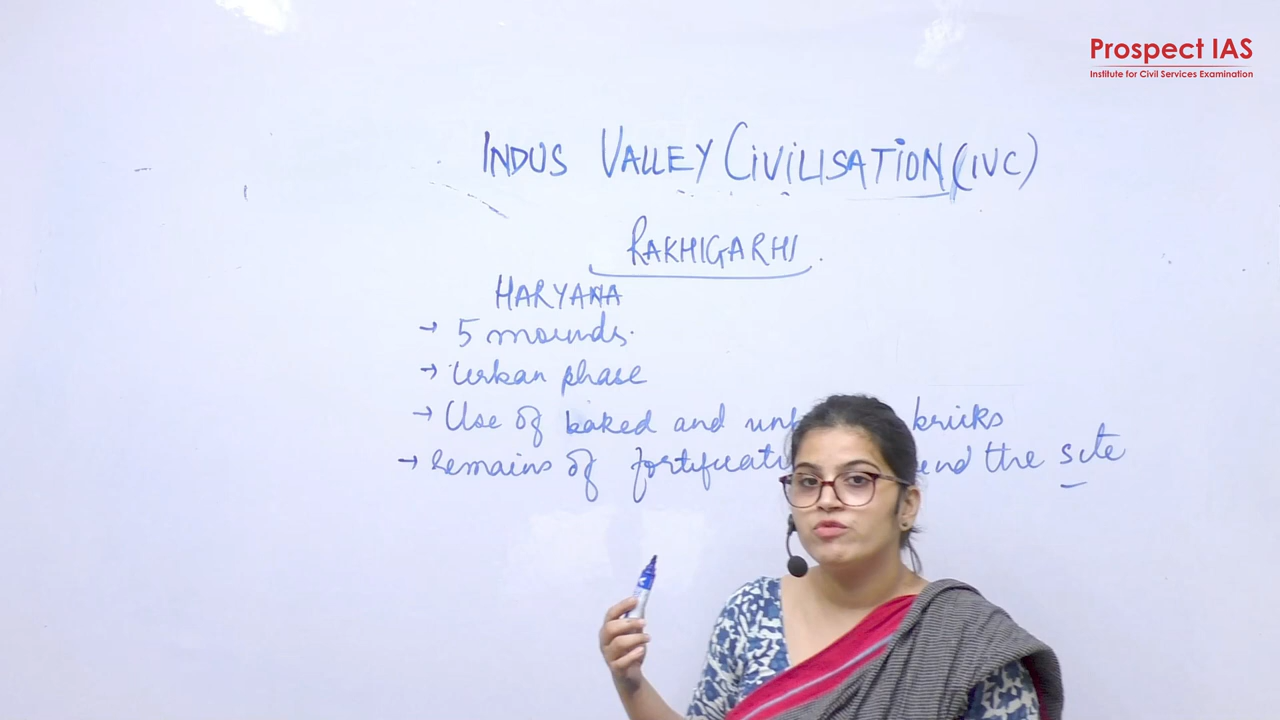 Prospect IAS
Institute for Civil Services Examination
INDUS VALLEY CIVILISATION (IVC)
RAKHIGARHI.
HARYANA
→ 5 mounds.
→ Urban phase
→ Use of baked and bricks
→ Remains of the site